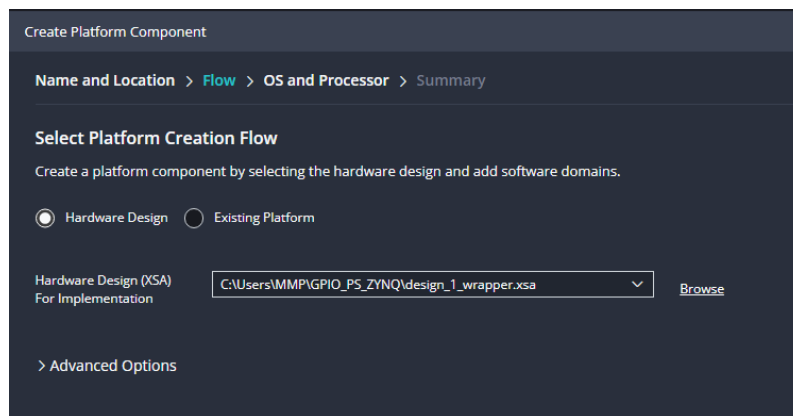 Create Platform Component
Name and Location > Flow > OS and Processor > Summary
Select Platform Creation Flow
Create a platform component by selecting the hardware design and add software domains.
Hardware Design Existing Platform
Hardware Design (XSA)
For Implementation
C:\Users\MMP\GPIO_PS_ZYNQ\design_1_wrapper.xsa
Browse
> Advanced Options